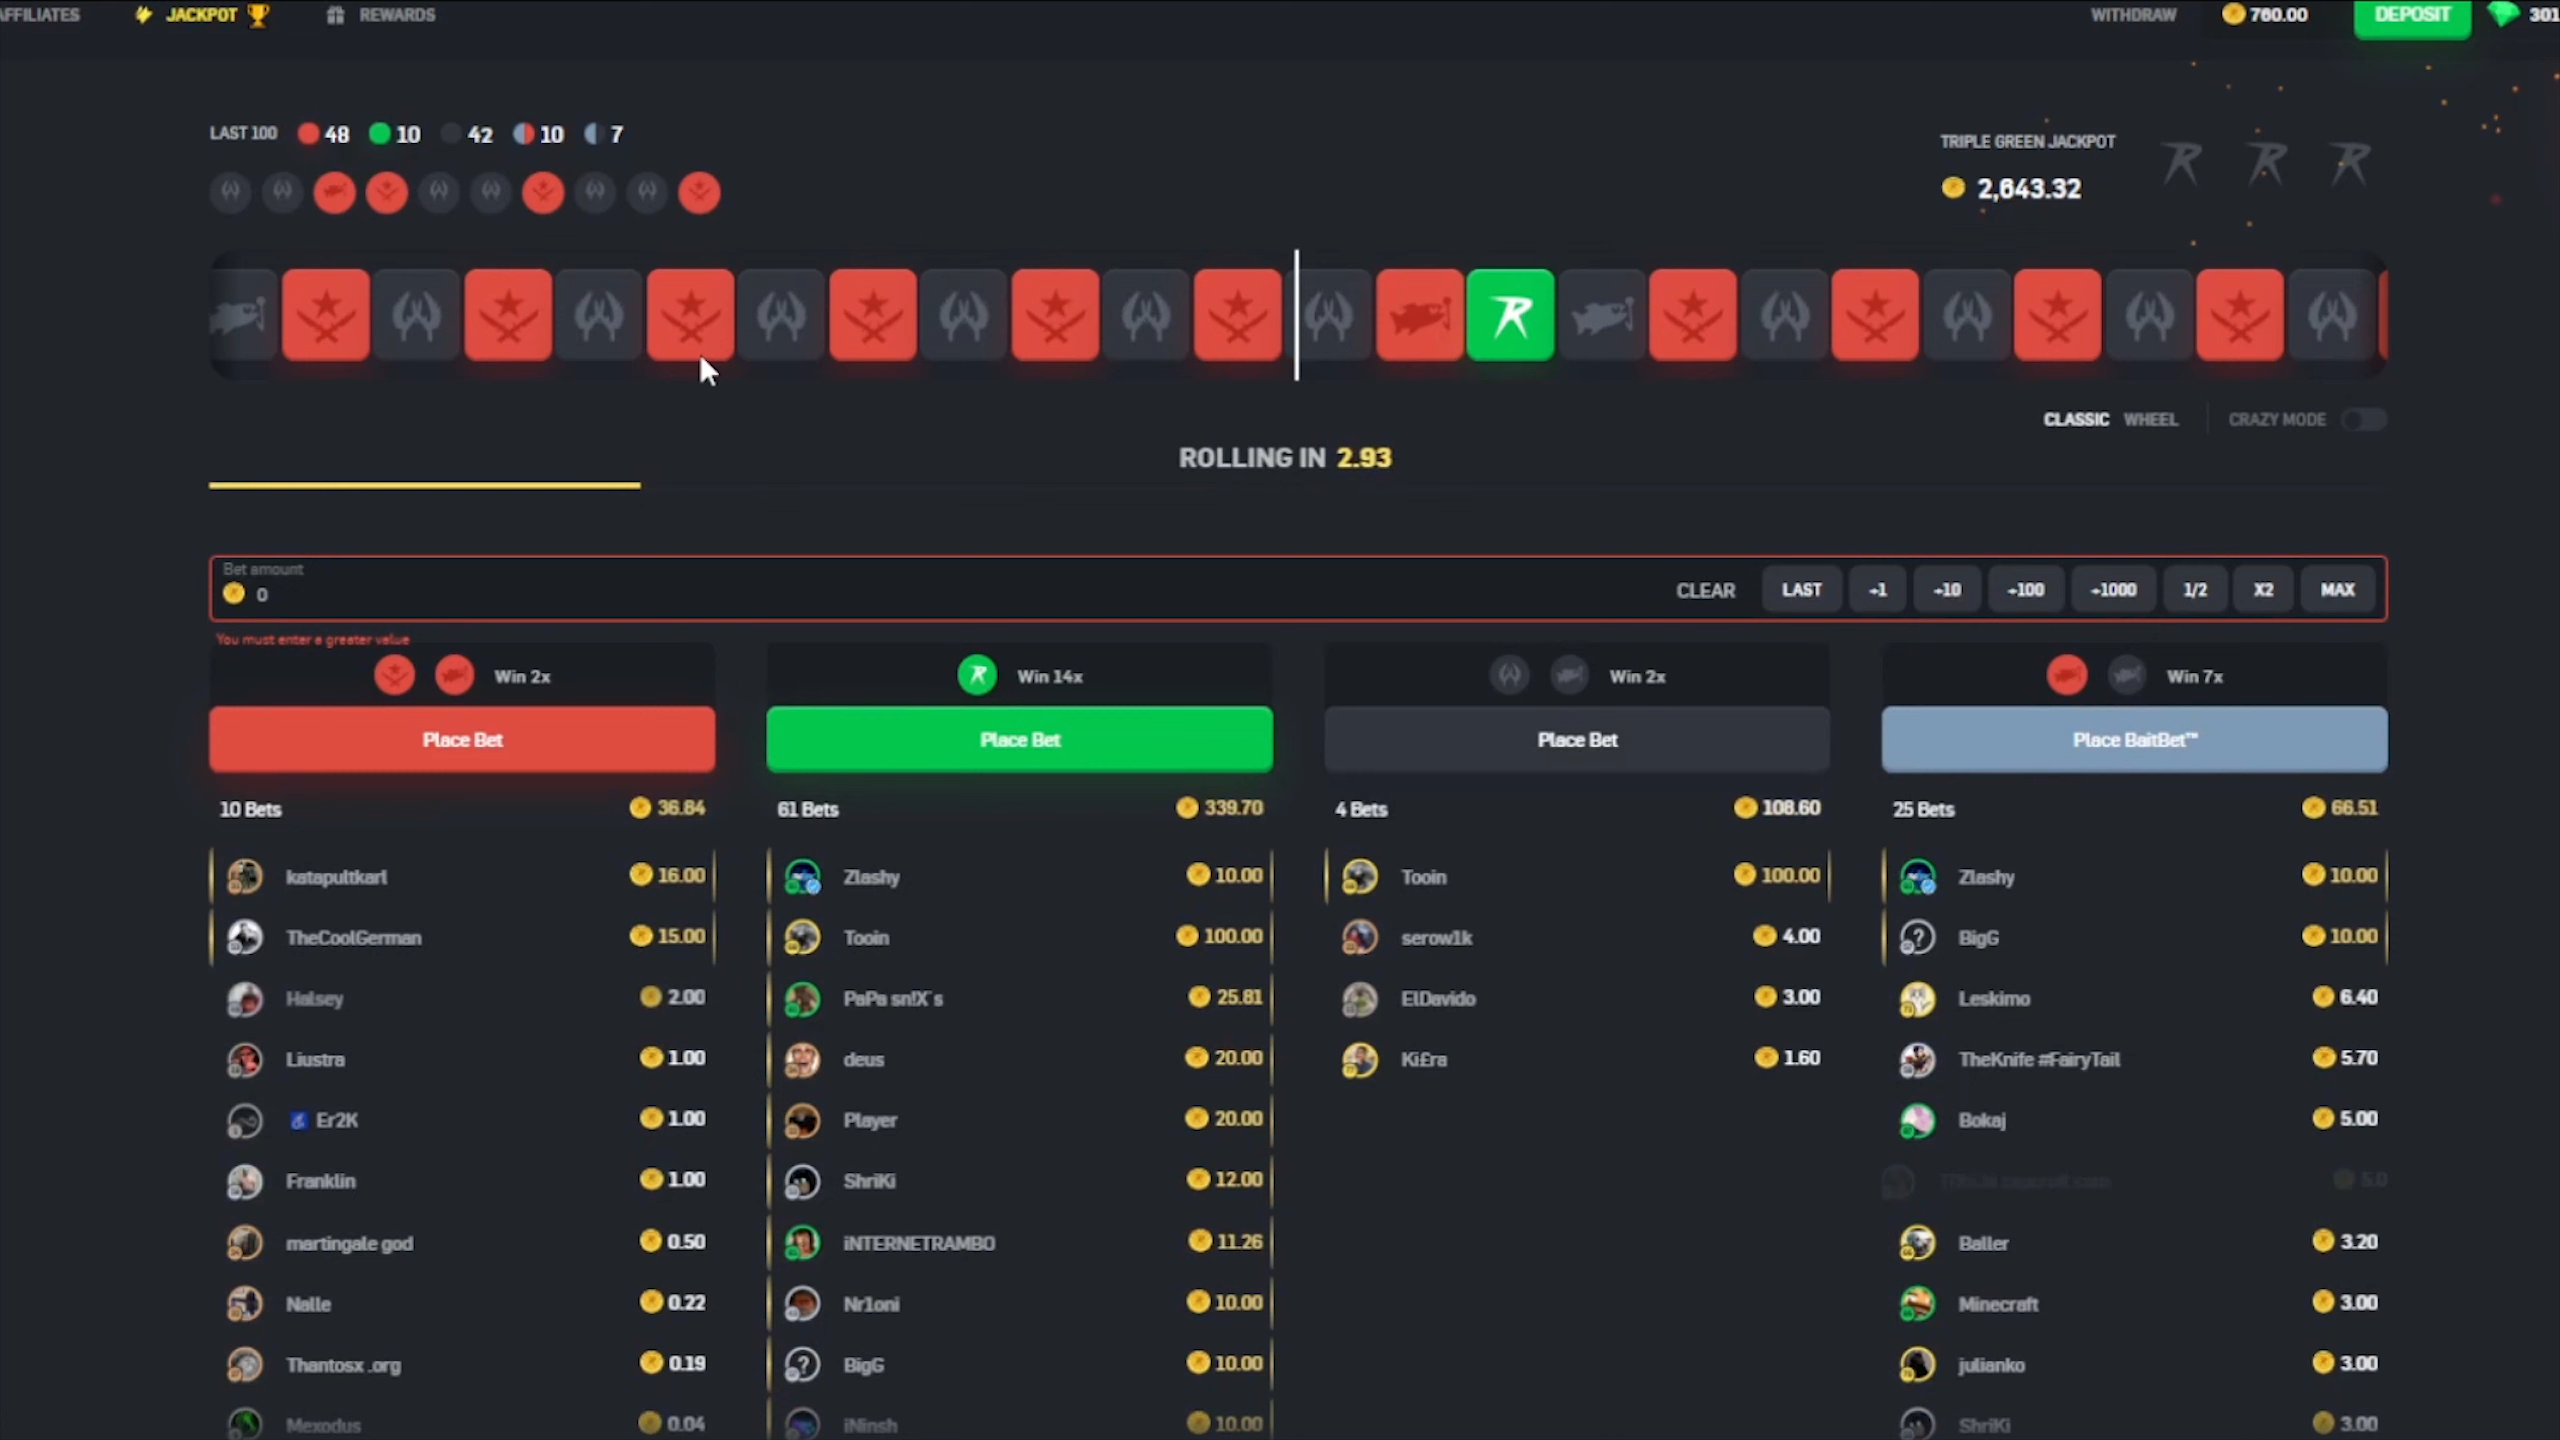 AFFILIATES JACKPOT REWARDS WITHDRAW 760.00 DEPOSIT 301
LAST 100 48 10 42 10 7
TRIPLE GREEN JACKPOT
2,643.32
CLASSIC WHEEL CRAZY MODE
ROLLING IN 2.93
Bet amount
0
CLEAR LAST +1 +10 +100 +1000 1/2 X2 MAX
You must enter a greater value
Win 2x
Place Bet
10 Bets 36.84
katapultkarl 16.00
TheCoolGerman 15.00
Halsey 2.00
Liustra 1.00
Er2K 1.00
Franklin 1.00
martingale god 0.50
Nalle 0.22
Thantosx .org 0.19
Mexodus 0.04
Win 14x
Place Bet
61 Bets 339.70
Zlashy 10.00
Tooin 100.00
PaPa sn!X´s 25.81
deus 20.00
Player 20.00
ShriKi 12.00
iNTERNETRAMBO 11.26
Nr1oni 10.00
BigG 10.00
iNinsh 10.00
Win 2x
Place Bet
4 Bets 108.60
Tooin 100.00
serow1k 4.00
ElDavido 3.00
Ki£ra 1.60
Win 7x
Place BaitBet™
25 Bets 66.51
Zlashy 10.00
BigG 10.00
Leskimo 6.40
TheKnife #FairyTail 5.70
Bokaj 5.00
5.0
Baller 3.20
Minecraft 3.00
julianko 3.00
ShriKi 3.00